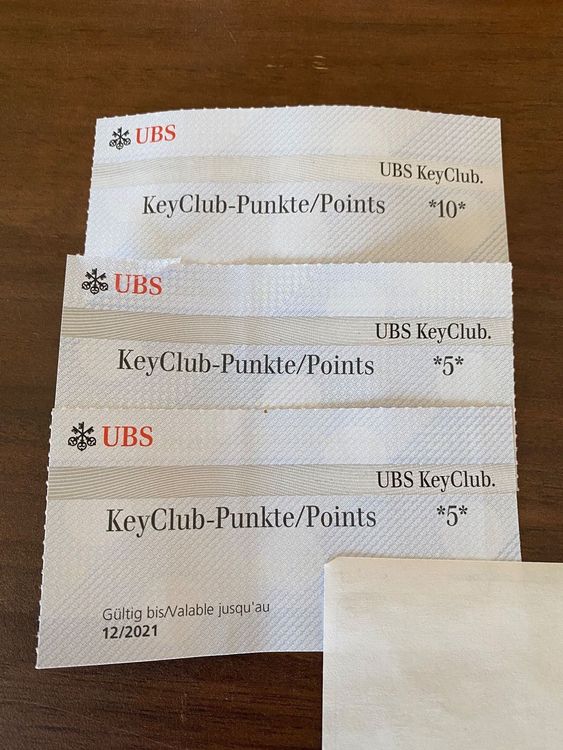 UBS
UBS KeyClub.
KeyClub-Punkte/Points *10*
UBS
UBS KeyClub.
KeyClub-Punkte/Points *5*
UBS
UBS KeyClub.
KeyClub-Punkte/Points *5*
Gültig bis/Valable jusqu'au
12/2021